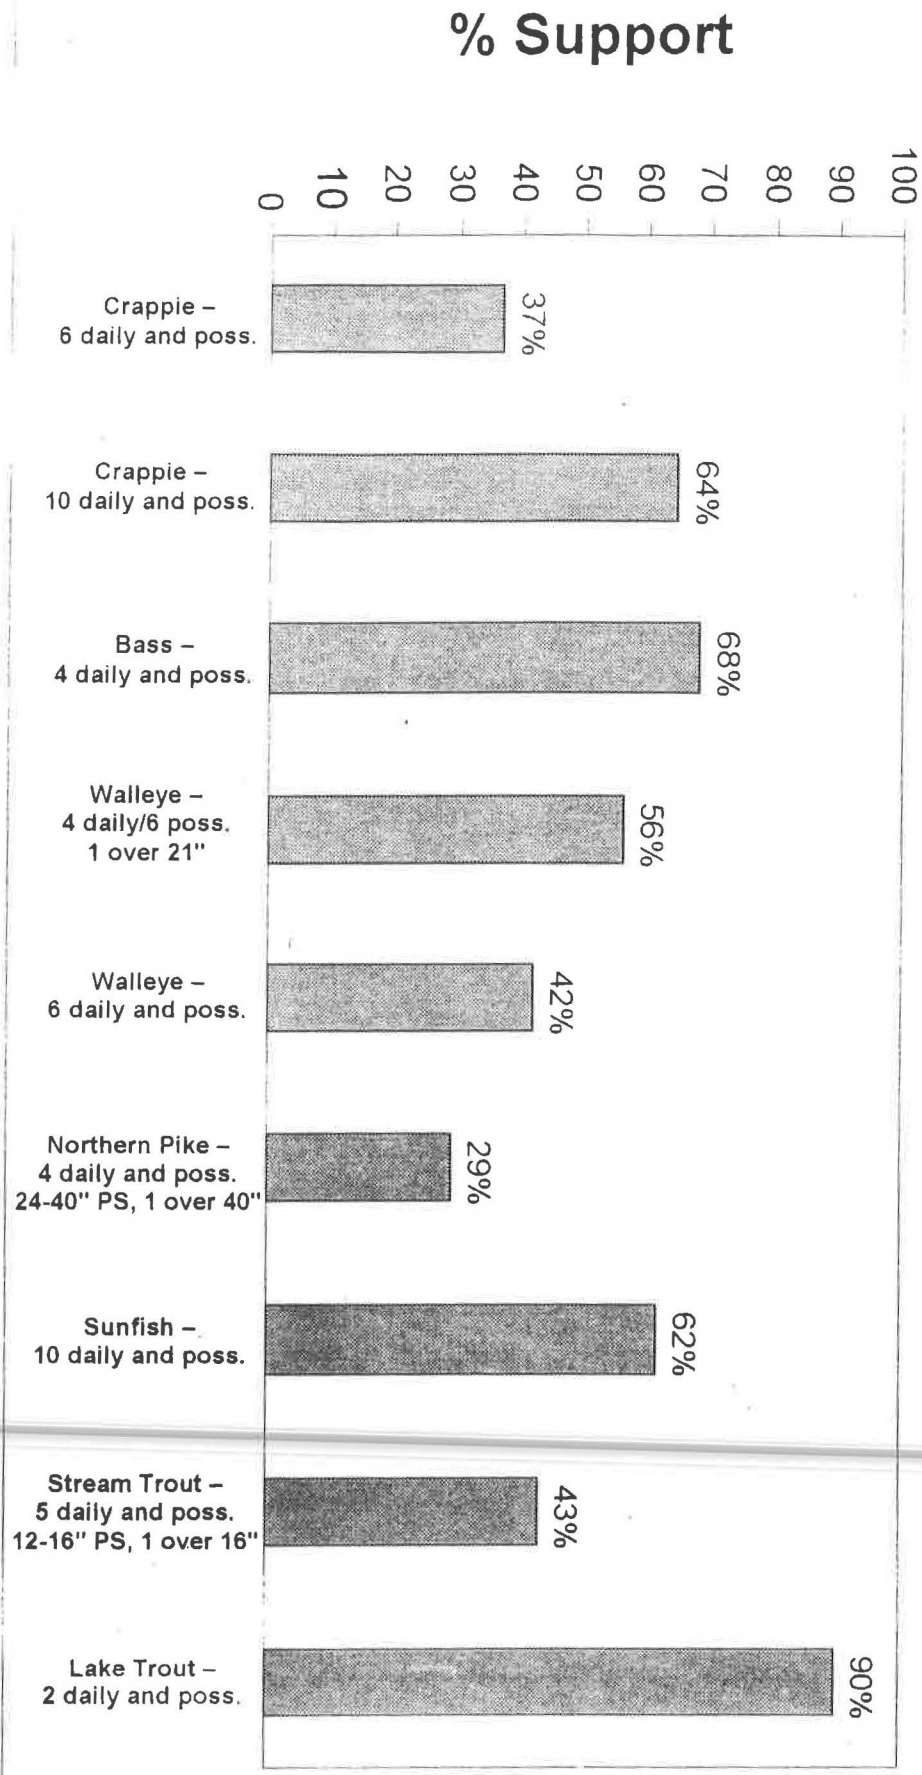 % Support
100
90
80
70
60
50
40
30
20
10
0
Crappie –
6 daily and poss.
37%
Crappie –
10 daily and poss.
64%
Bass –
4 daily and poss.
68%
Walleye –
4 daily/6 poss.
1 over 21"
56%
Walleye –
6 daily and poss.
42%
Northern Pike –
4 daily and poss.
24-40" PS, 1 over 40"
29%
Sunfish –
10 daily and poss.
62%
Stream Trout –
5 daily and poss.
12-16" PS, 1 over 16"
43%
Lake Trout –
2 daily and poss.
90%